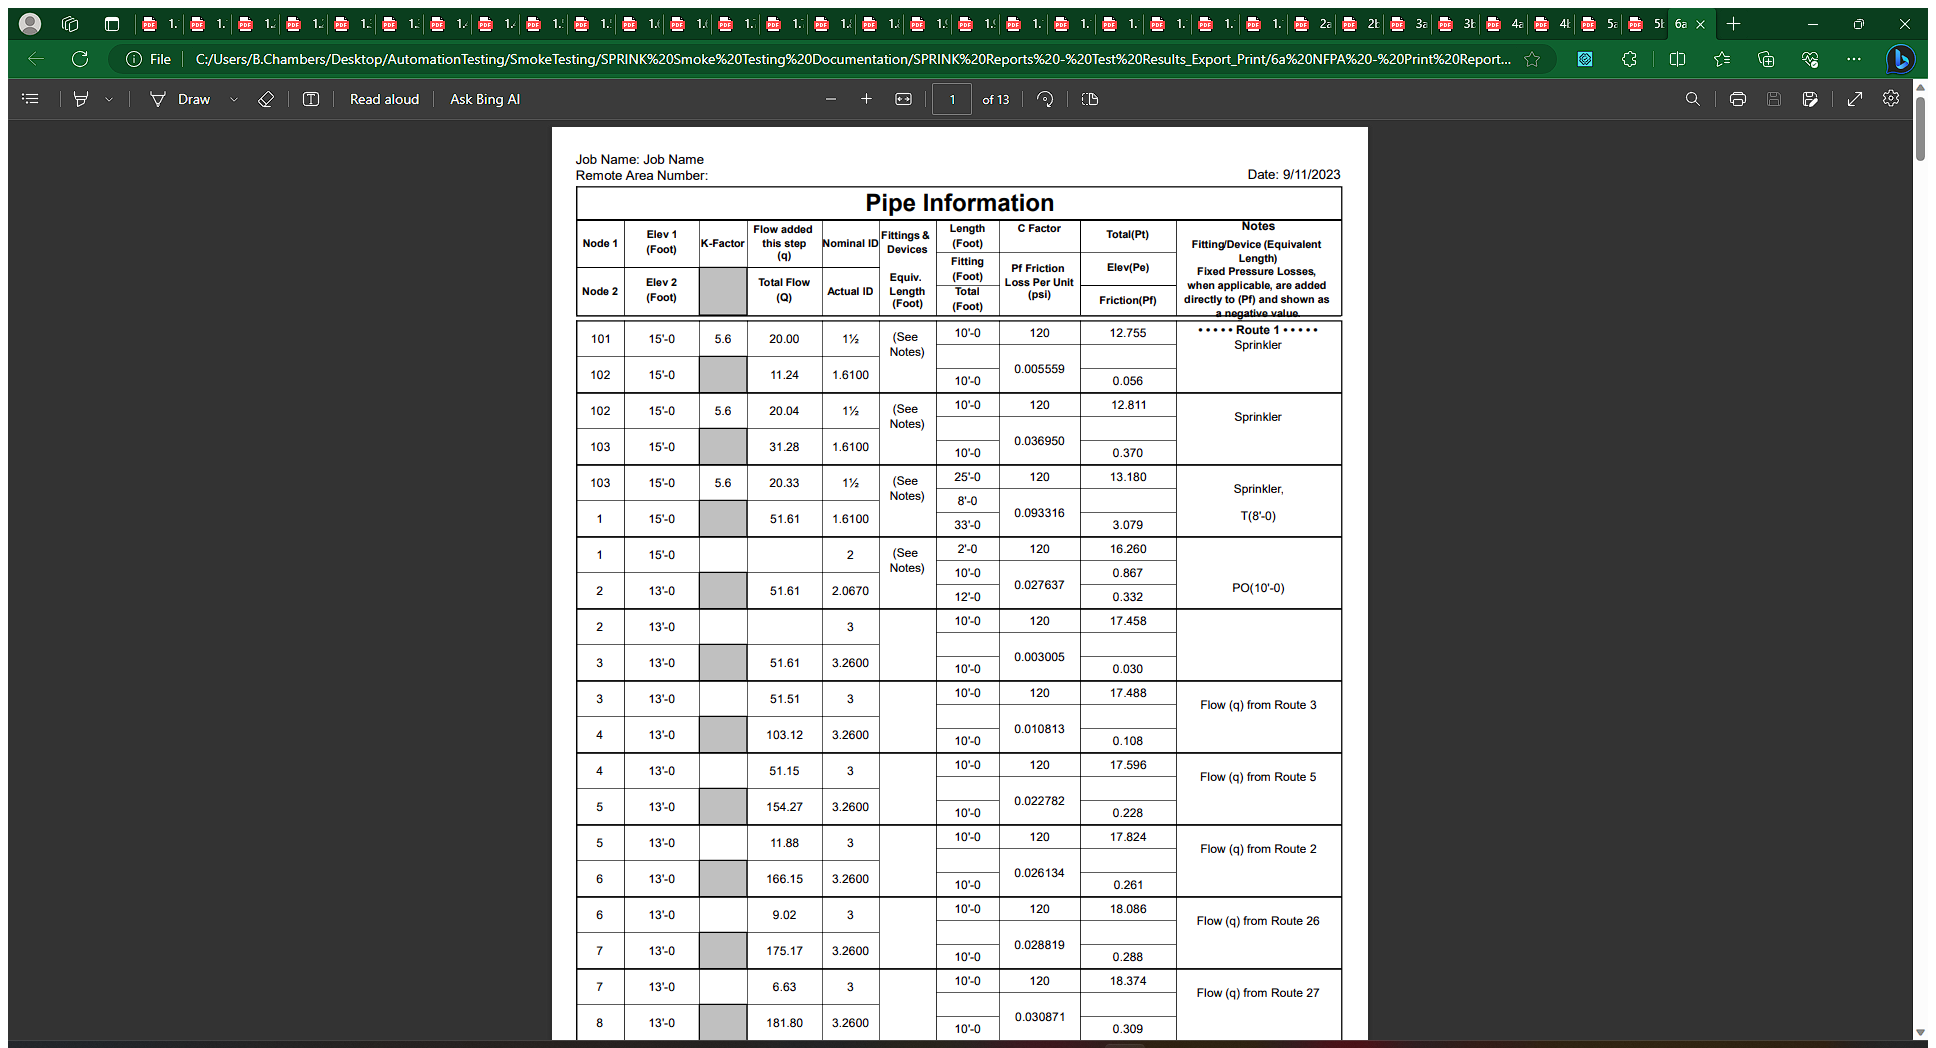 1. 1. 1. 1. 1. 1. 1. 1. 1. 1. 1. 1. 1. 1. 1. 1. 1. 1. 1. 1. 1. 1. 1. 1. 2a 2b 3a 3b 4a 4b 5a 5b 6a
File C:/Users/B.Chambers/Desktop/AutomationTesting/SmokeTesting/SPRINK%20Smoke%20Testing%20Documentation/SPRINK%20Reports%20-%20Test%20Results_Export_Print/6a%20NFPA%20-%20Print%20Report...
Draw Read aloud Ask Bing AI 1 of 13
Job Name: Job Name
Remote Area Number: Date: 9/11/2023
Pipe Information
Node 1 Elev 1 (Foot) K-Factor Flow added this step (q) Nominal ID Fittings & Devices Length (Foot) C Factor Total(Pt) Notes
Node 2 Elev 2 (Foot) Total Flow (Q) Actual ID Equiv. Length (Foot) Fitting (Foot) Total (Foot) Pf Friction Loss Per Unit (psi) Elev(Pe) Friction(Pf) Fitting/Device (Equivalent Length) Fixed Pressure Losses, when applicable, are added directly to (Pf) and shown as a negative value.
• • • • • Route 1 • • • • •
101 15'-0 5.6 20.00 1½ (See Notes) 10'-0 120 12.755 Sprinkler
0.005559
102 15'-0 11.24 1.6100 10'-0 0.056
102 15'-0 5.6 20.04 1½ (See Notes) 10'-0 120 12.811 Sprinkler
0.036950
103 15'-0 31.28 1.6100 10'-0 0.370
103 15'-0 5.6 20.33 1½ (See Notes) 25'-0 120 13.180 Sprinkler,
8'-0 0.093316 T(8'-0)
1 15'-0 51.61 1.6100 33'-0 3.079
1 15'-0 2 (See Notes) 2'-0 120 16.260
10'-0 0.027637 0.867 PO(10'-0)
2 13'-0 51.61 2.0670 12'-0 0.332
2 13'-0 3 10'-0 120 17.458
0.003005
3 13'-0 51.61 3.2600 10'-0 0.030
3 13'-0 51.51 3 10'-0 120 17.488 Flow (q) from Route 3
0.010813
4 13'-0 103.12 3.2600 10'-0 0.108
4 13'-0 51.15 3 10'-0 120 17.596 Flow (q) from Route 5
0.022782
5 13'-0 154.27 3.2600 10'-0 0.228
5 13'-0 11.88 3 10'-0 120 17.824 Flow (q) from Route 2
0.026134
6 13'-0 166.15 3.2600 10'-0 0.261
6 13'-0 9.02 3 10'-0 120 18.086 Flow (q) from Route 26
0.028819
7 13'-0 175.17 3.2600 10'-0 0.288
7 13'-0 6.63 3 10'-0 120 18.374 Flow (q) from Route 27
0.030871
8 13'-0 181.80 3.2600 10'-0 0.309